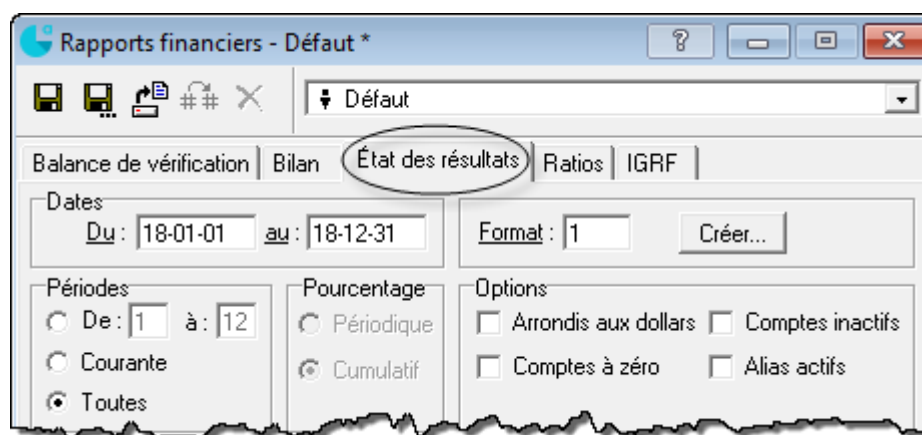 Rapports financiers - Défaut *
Défaut
Balance de vérification Bilan État des résultats Ratios IGRF
Dates
Du : 18-01-01 au : 18-12-31 Format : 1 Créer...
Périodes Pourcentage Options
De : 1 à : 12 Périodique Arrondis aux dollars Comptes inactifs
Courante Cumulatif Comptes à zéro Alias actifs
Toutes